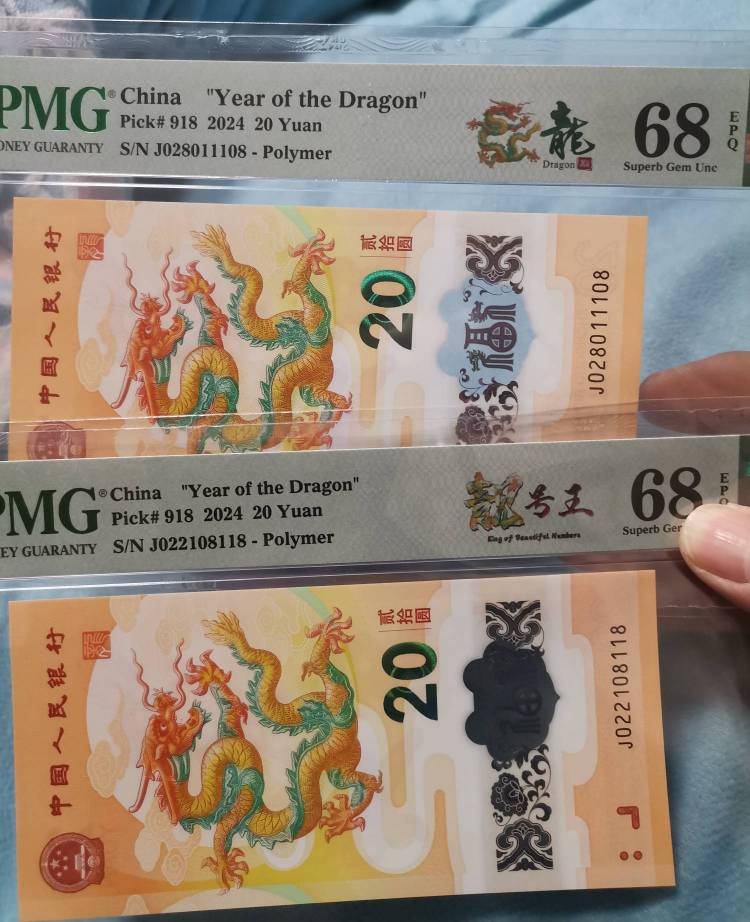 PMG® China "Year of the Dragon"
Pick# 918 2024 20 Yuan
ONEY GUARANTY S/N J028011108 - Polymer
龍
Dragon
68
EPQ
Superb Gem Unc
中国人民银行
贰拾圆
20
J028011108
PMG® China "Year of the Dragon"
Pick# 918 2024 20 Yuan
EY GUARANTY S/N J022108118 - Polymer
号王
King of Beautiful Numbers
68
EPQ
Superb Ge
中国人民银行
贰拾圆
20
J022108118